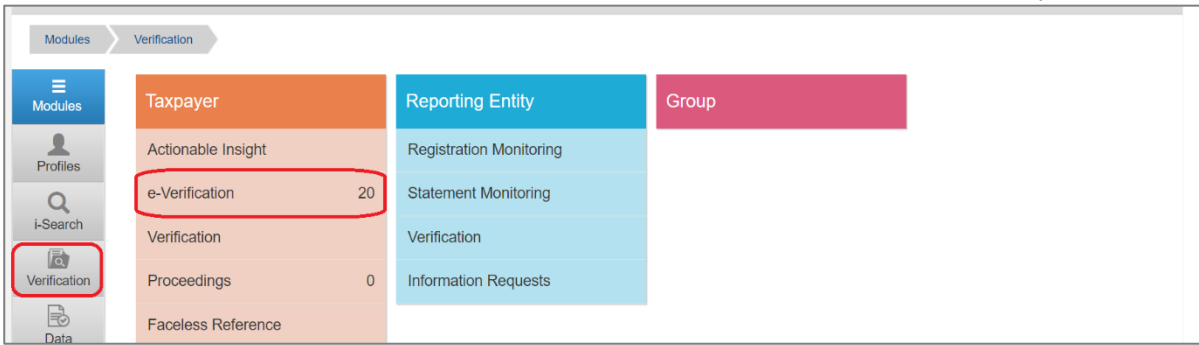 Modules Verification
Modules
Profiles
i-Search
Verification
Data
Taxpayer
Actionable Insight
e-Verification 20
Verification
Proceedings 0
Faceless Reference
Reporting Entity
Registration Monitoring
Statement Monitoring
Verification
Information Requests
Group